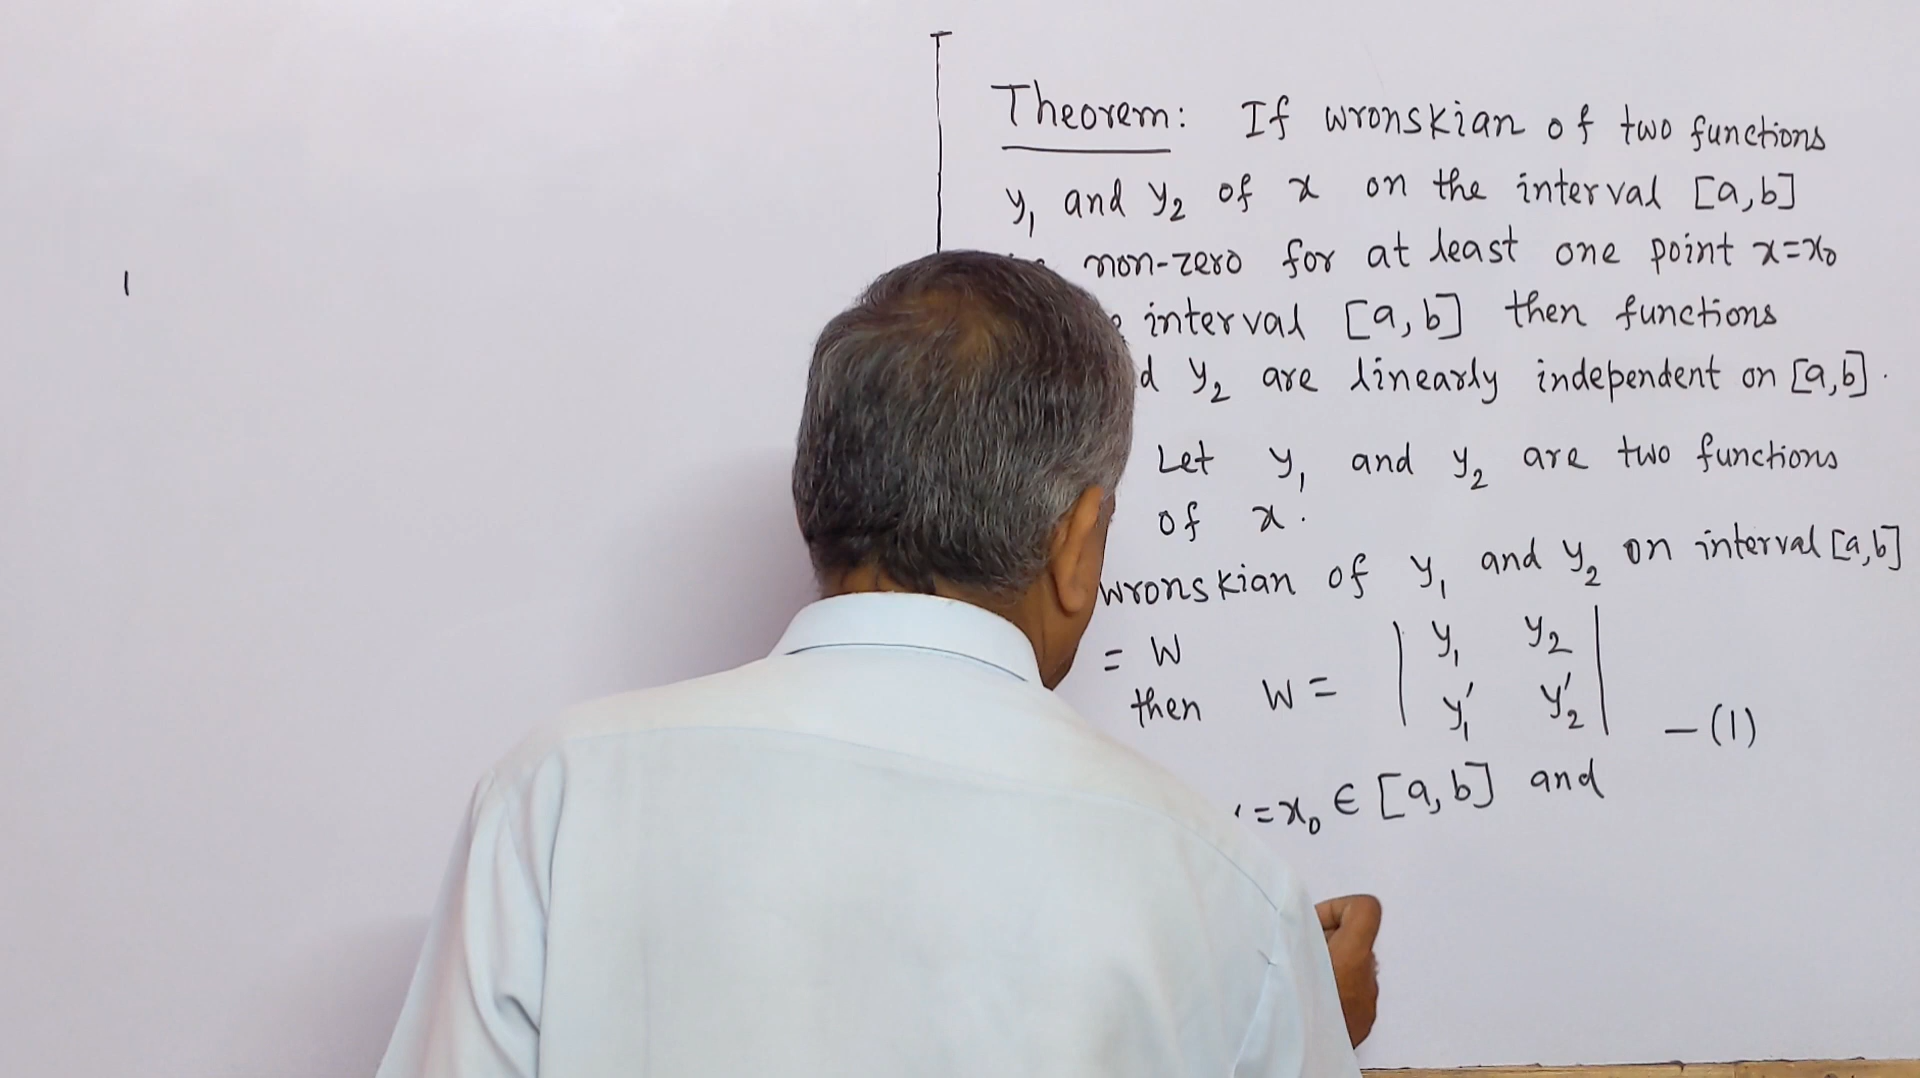 Theorem: If wronskian of two functions
y₁ and y₂ of x on the interval [a,b]
non-zero for at least one point x=x₀
interval [a,b] then functions
y₂ are linearly independent on [a,b].
Let y₁ and y₂ are two functions
of x.
wronskian of y₁ and y₂ on interval [a,b]
= W
then W = | y₁ y₂ |
| y₁' y₂' | —(1)
=x₀ ∈ [a,b] and